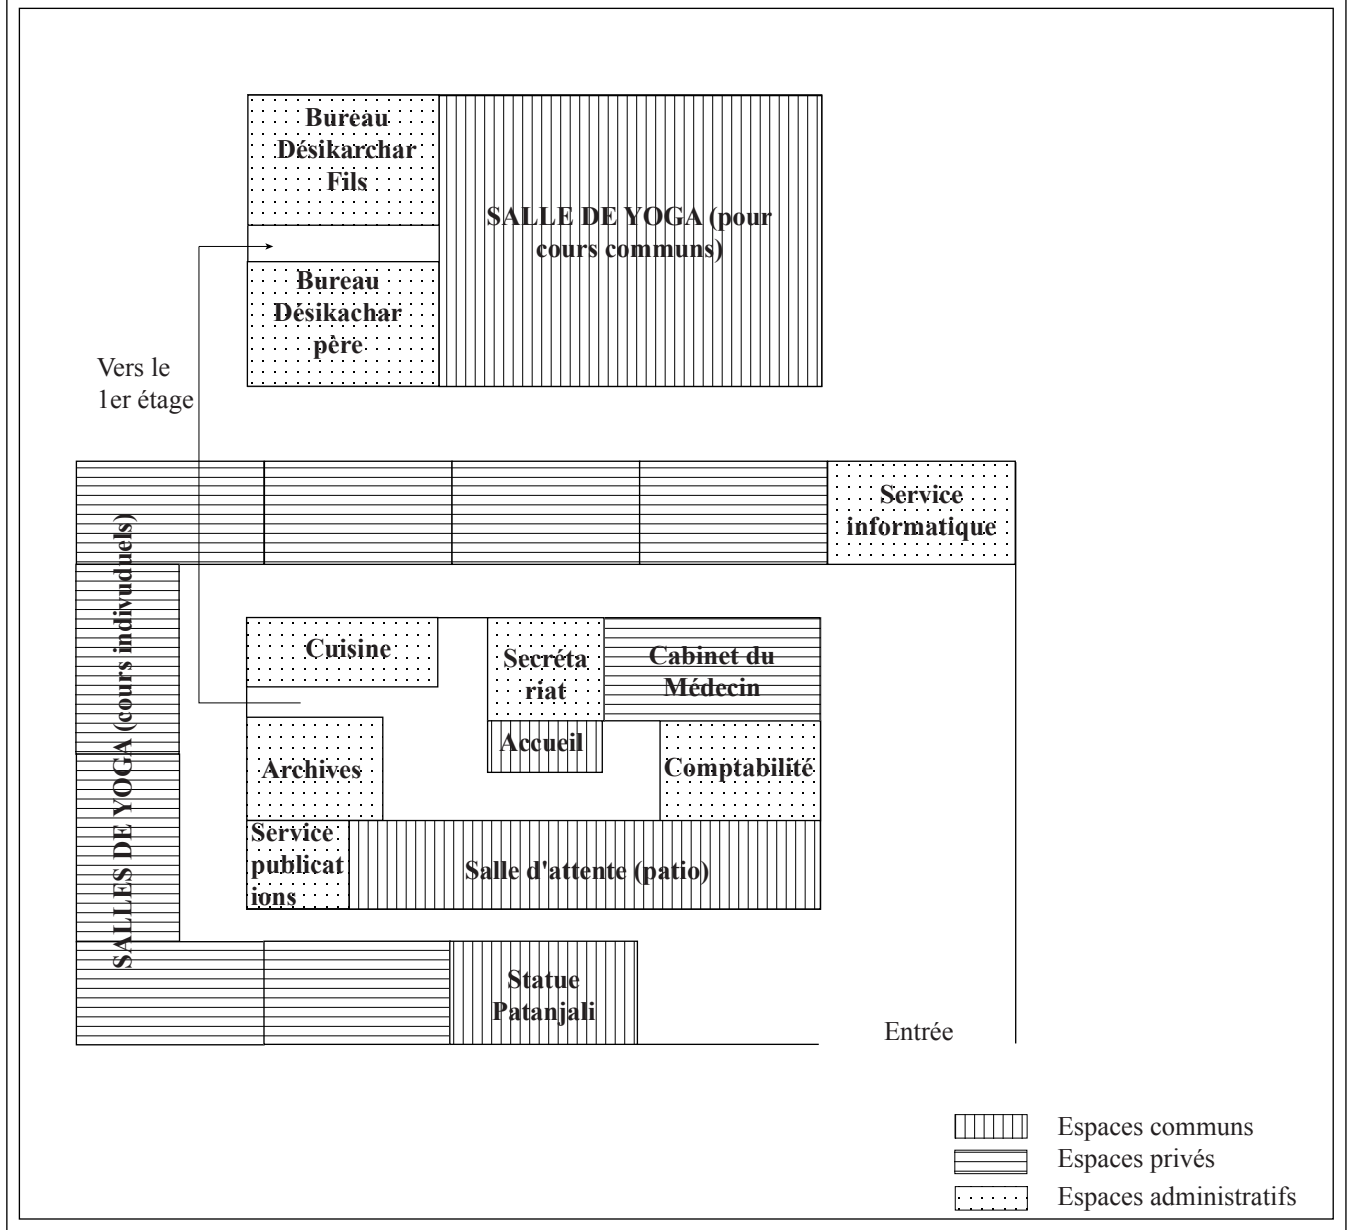 Bureau
Désikarchar
Fils
SALLE DE YOGA (pour
cours communs)
Bureau
Désikachar
père
Vers le
1er étage
Service
informatique
SALLES DE YOGA (cours indivuduels)
Cuisine
Secréta
riat
Cabinet du
Médecin
Accueil
Archives
Comptabilité
Service
publicat
ions
Salle d'attente (patio)
Statue
Patanjali
Entrée
Espaces communs
Espaces privés
Espaces administratifs